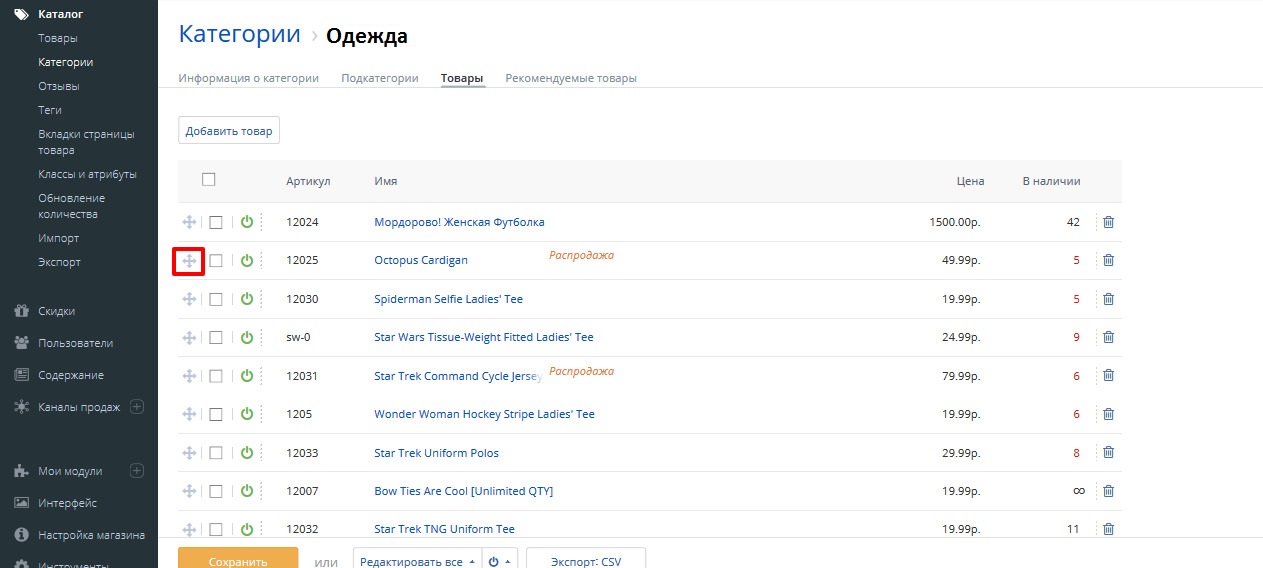 Каталог
Товары
Категории
Отзывы
Теги
Вкладки страницы
товара
Классы и атрибуты
Обновление
количества
Импорт
Экспорт
Скидки
Пользователи
Содержание
Каналы продаж
Мои модули
Интерфейс
Настройка магазина
Инструменты
Категории › Одежда
Информация о категории Подкатегории Товары Рекомендуемые товары
Добавить товар
Артикул Имя Цена В наличии
12024 Мордорово! Женская Футболка 1500.00р. 42
12025 Octopus Cardigan Распродажа 49.99р. 5
12030 Spiderman Selfie Ladies' Tee 19.99р. 5
sw-0 Star Wars Tissue-Weight Fitted Ladies' Tee 24.99р. 9
12031 Star Trek Command Cycle Jersey Распродажа 79.99р. 6
1205 Wonder Woman Hockey Stripe Ladies' Tee 19.99р. 6
12033 Star Trek Uniform Polos 29.99р. 8
12007 Bow Ties Are Cool [Unlimited QTY] 19.99р. ∞
12032 Star Trek TNG Uniform Tee 19.99р. 11
Сохранить или Редактировать все Экспорт: CSV